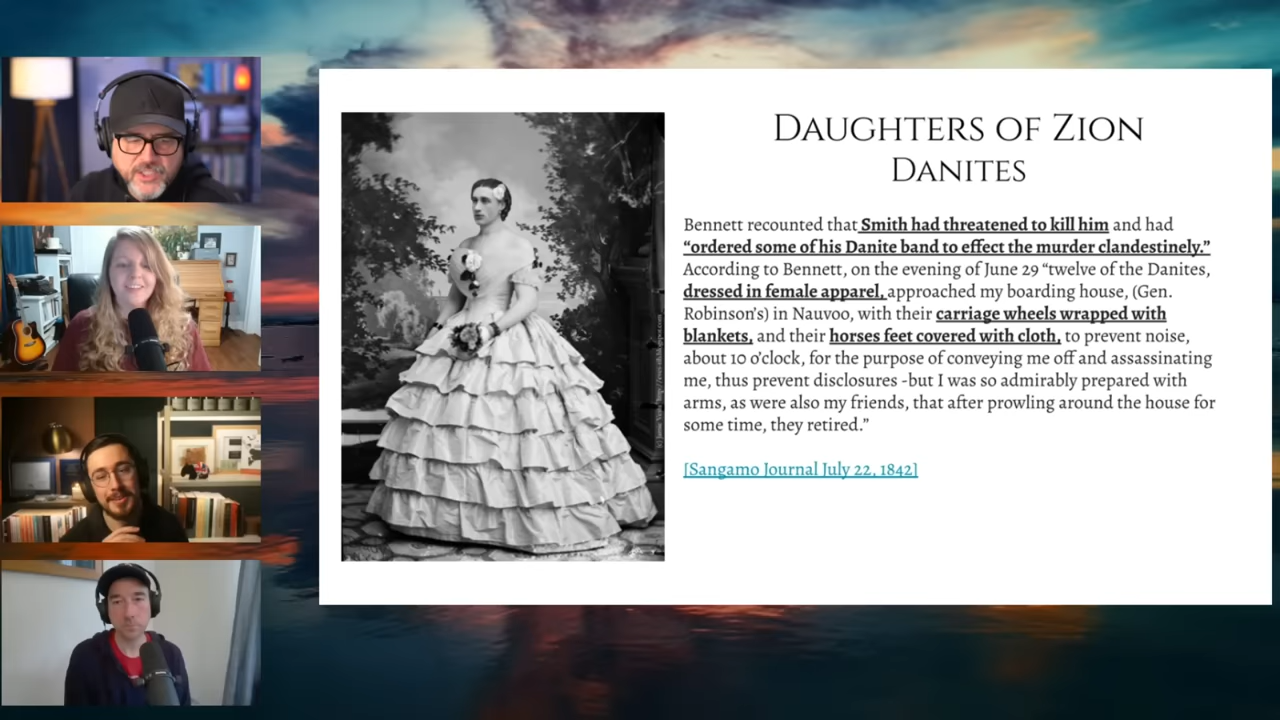 DAUGHTERS OF ZION
DANITES
Bennett recounted that Smith had threatened to kill him and had
“ordered some of his Danite band to effect the murder clandestinely.”
According to Bennett, on the evening of June 29 “twelve of the Danites,
dressed in female apparel, approached my boarding house, (Gen.
Robinson’s) in Nauvoo, with their carriage wheels wrapped with
blankets, and their horses feet covered with cloth, to prevent noise,
about 10 o’clock, for the purpose of conveying me off and assassinating
me, thus prevent disclosures -but I was so admirably prepared with
arms, as were also my friends, that after prowling around the house for
some time, they retired.”
[Sangamo Journal July 22, 1842]